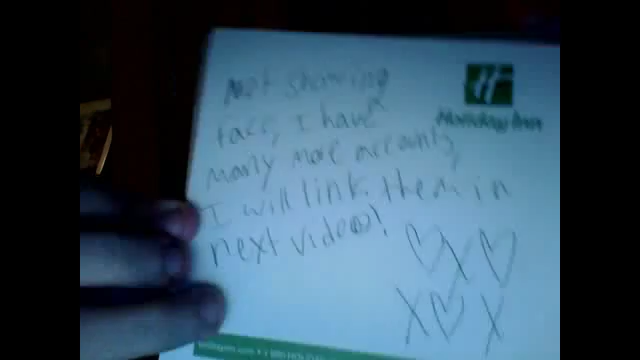 Not showing
face, I have
many more accounts,
I will link them in
next video!
Holiday Inn